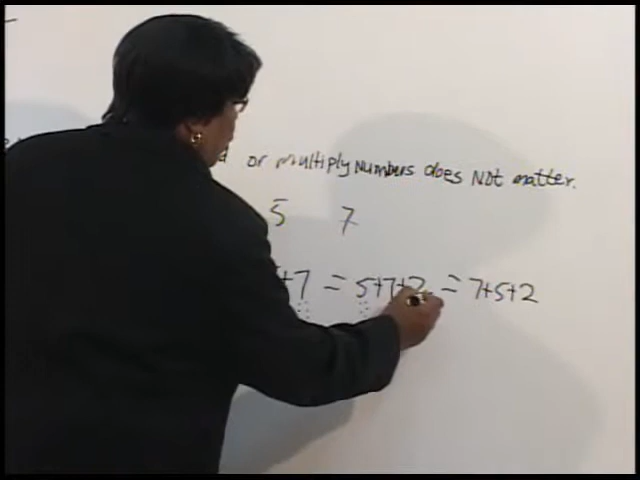 or multiply Numbers does NOt matter.
5 7
+7 = 5+7+2 = 7+5+2